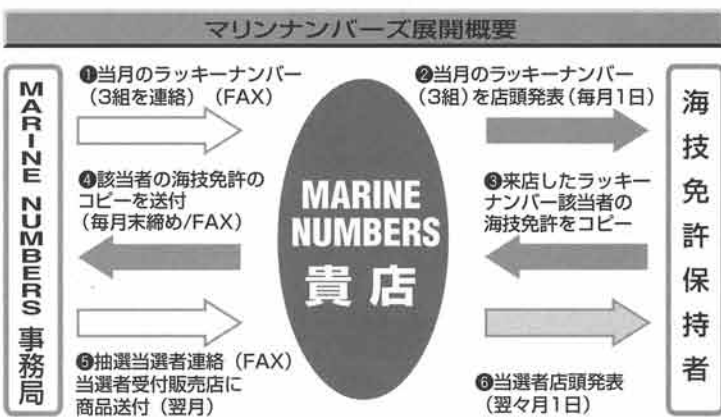 マリンナンバーズ展開概要
MARINE NUMBERS 事務局
❶当月のラッキーナンバー
（3組を連絡）（FAX）
❷当月のラッキーナンバー
（3組）を店頭発表（毎月1日）
❹該当者の海技免許の
コピーを送付
（毎月末締め/FAX）
MARINE
NUMBERS
貴店
❸来店したラッキー
ナンバー該当者の
海技免許をコピー
❺抽選当選者連絡（FAX）
当選者受付販売店に
商品送付（翌月）
❻当選者店頭発表
（翌々月1日）
海技免許保持者